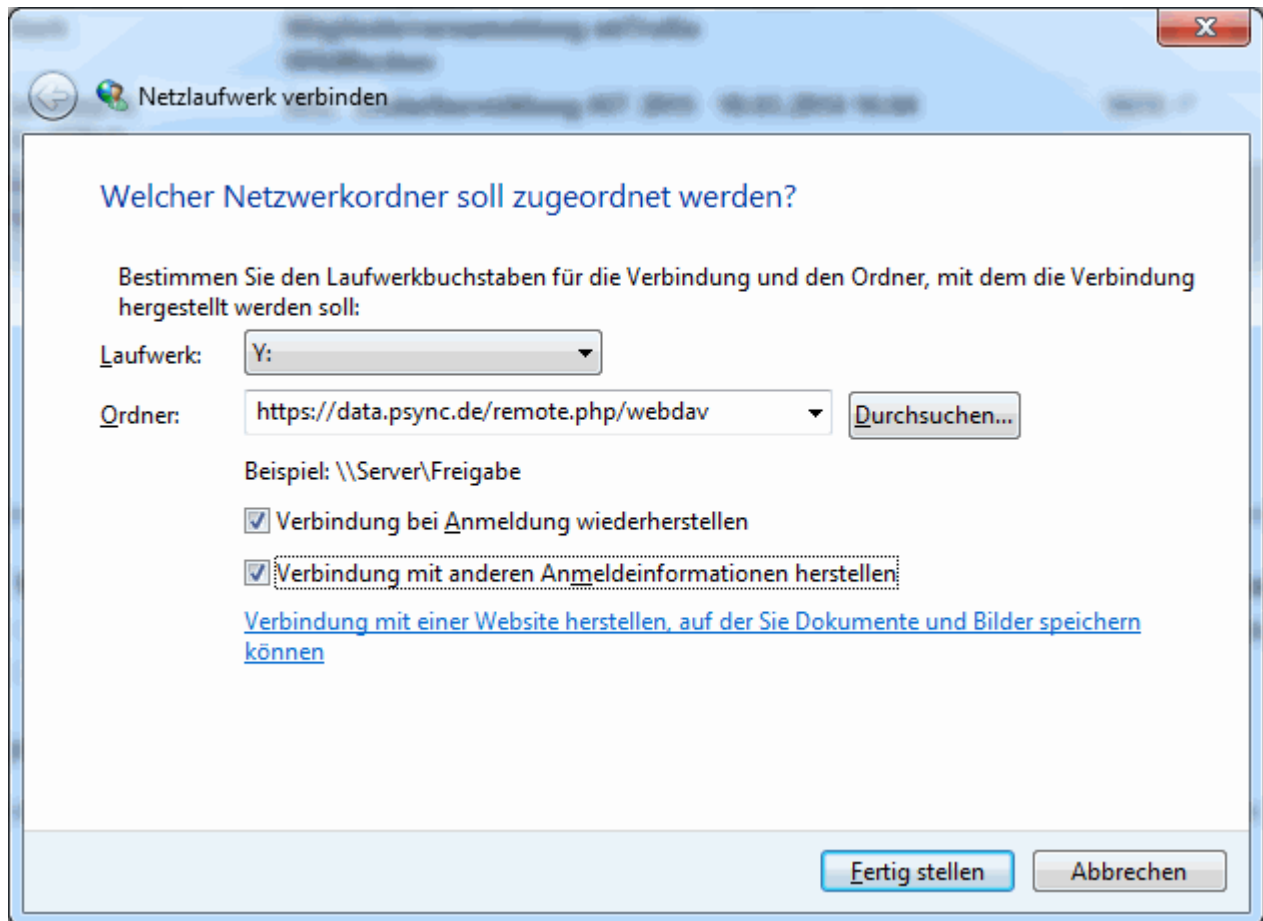 Netzlaufwerk verbinden
Welcher Netzwerkordner soll zugeordnet werden?
Bestimmen Sie den Laufwerkbuchstaben für die Verbindung und den Ordner, mit dem die Verbindung
hergestellt werden soll:
Laufwerk: Y:
Ordner: https://data.psync.de/remote.php/webdav Durchsuchen...
Beispiel: \\Server\Freigabe
Verbindung bei Anmeldung wiederherstellen
Verbindung mit anderen Anmeldeinformationen herstellen
Verbindung mit einer Website herstellen, auf der Sie Dokumente und Bilder speichern
können
Fertig stellen Abbrechen